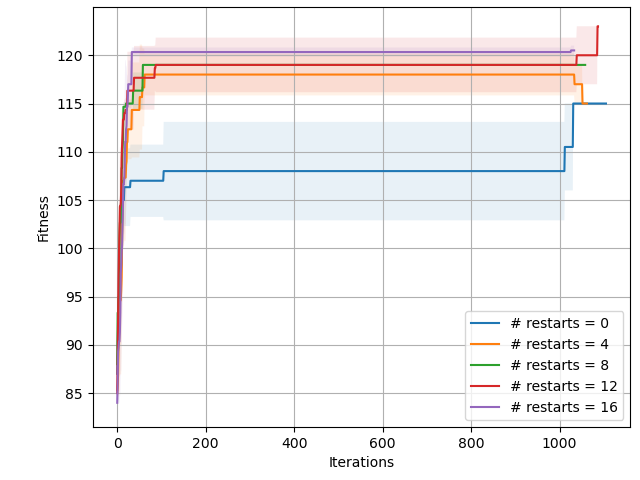 120
115
110
105
100
95
90
85
Fitness
0 200 400 600 800 1000
Iterations
# restarts = 0
# restarts = 4
# restarts = 8
# restarts = 12
# restarts = 16